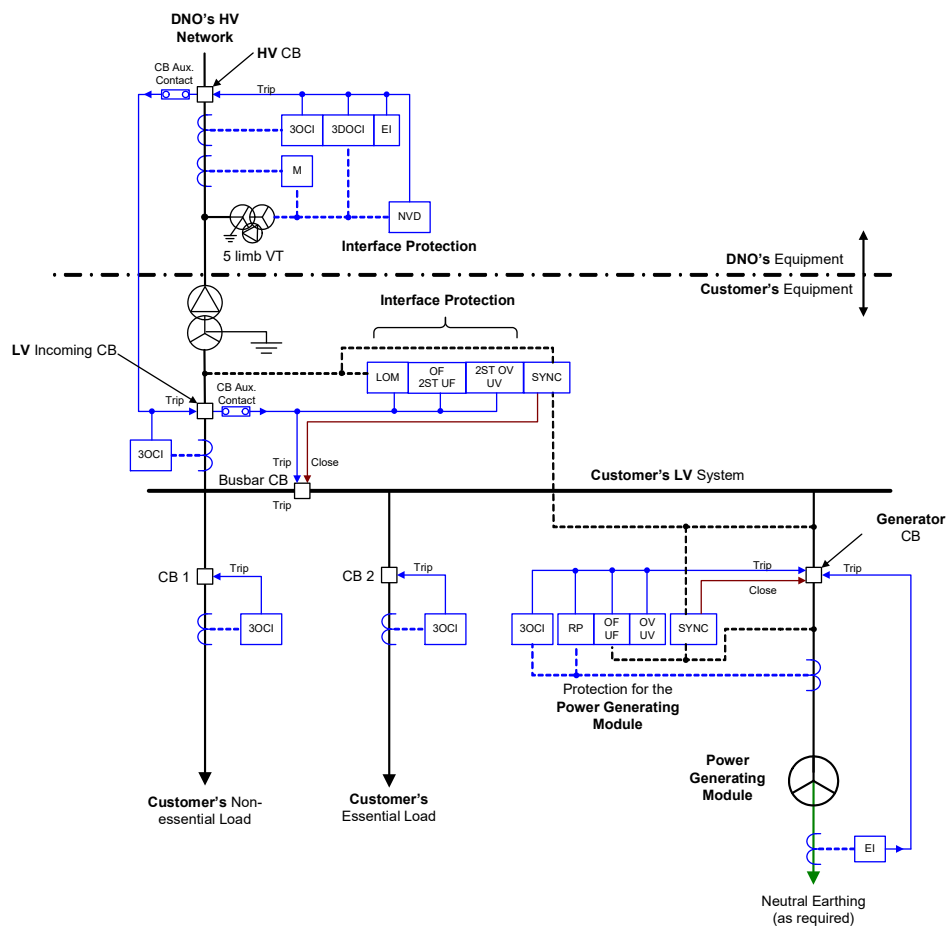 DNO's HV
Network
HV CB
CB Aux.
Contact
Trip
3OCI
3DOCI
EI
M
NVD
Interface Protection
5 limb VT
DNO's Equipment
Customer's Equipment
Interface Protection
LV Incoming CB
LOM
OF
2ST UF
2ST OV
UV
SYNC
CB Aux.
Contact
Trip
3OCI
Trip
Close
Busbar CB
Trip
Customer's LV System
Generator
CB
CB 1
Trip
CB 2
Trip
Trip
Trip
Close
3OCI
3OCI
3OCI
RP
OF
UF
OV
UV
SYNC
Protection for the
Power Generating
Module
Power
Generating
Module
Customer's Non-
essential Load
Customer's
Essential Load
EI
Neutral Earthing
(as required)